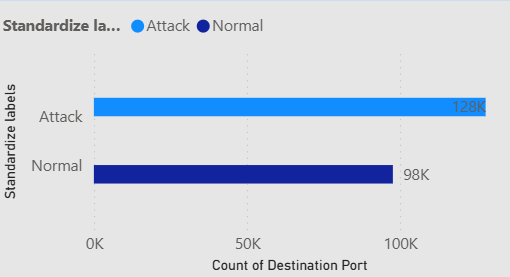 Standardize la... Attack Normal
Standardize labels
Attack
128K
Normal
98K
0K 50K 100K
Count of Destination Port